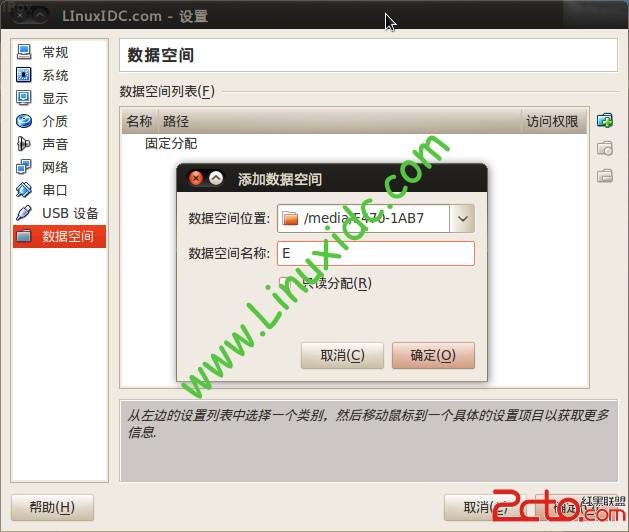 LInuxIDC.com - 设置
常规
系统
显示
介质
声音
网络
串口
USB 设备
数据空间
数据空间
数据空间列表(F)
名称 路径 访问权限
固定分配
添加数据空间
数据空间位置: /media/E470-1AB7
数据空间名称: E
只读分配(R)
取消(C) 确定(O)
www.Linuxidc.com
从左边的设置列表中选择一个类别，然后移动鼠标到一个具体的设置项目以获取更多
信息.
帮助(H) 取消(C) 确定
2cto.com
红黑联盟